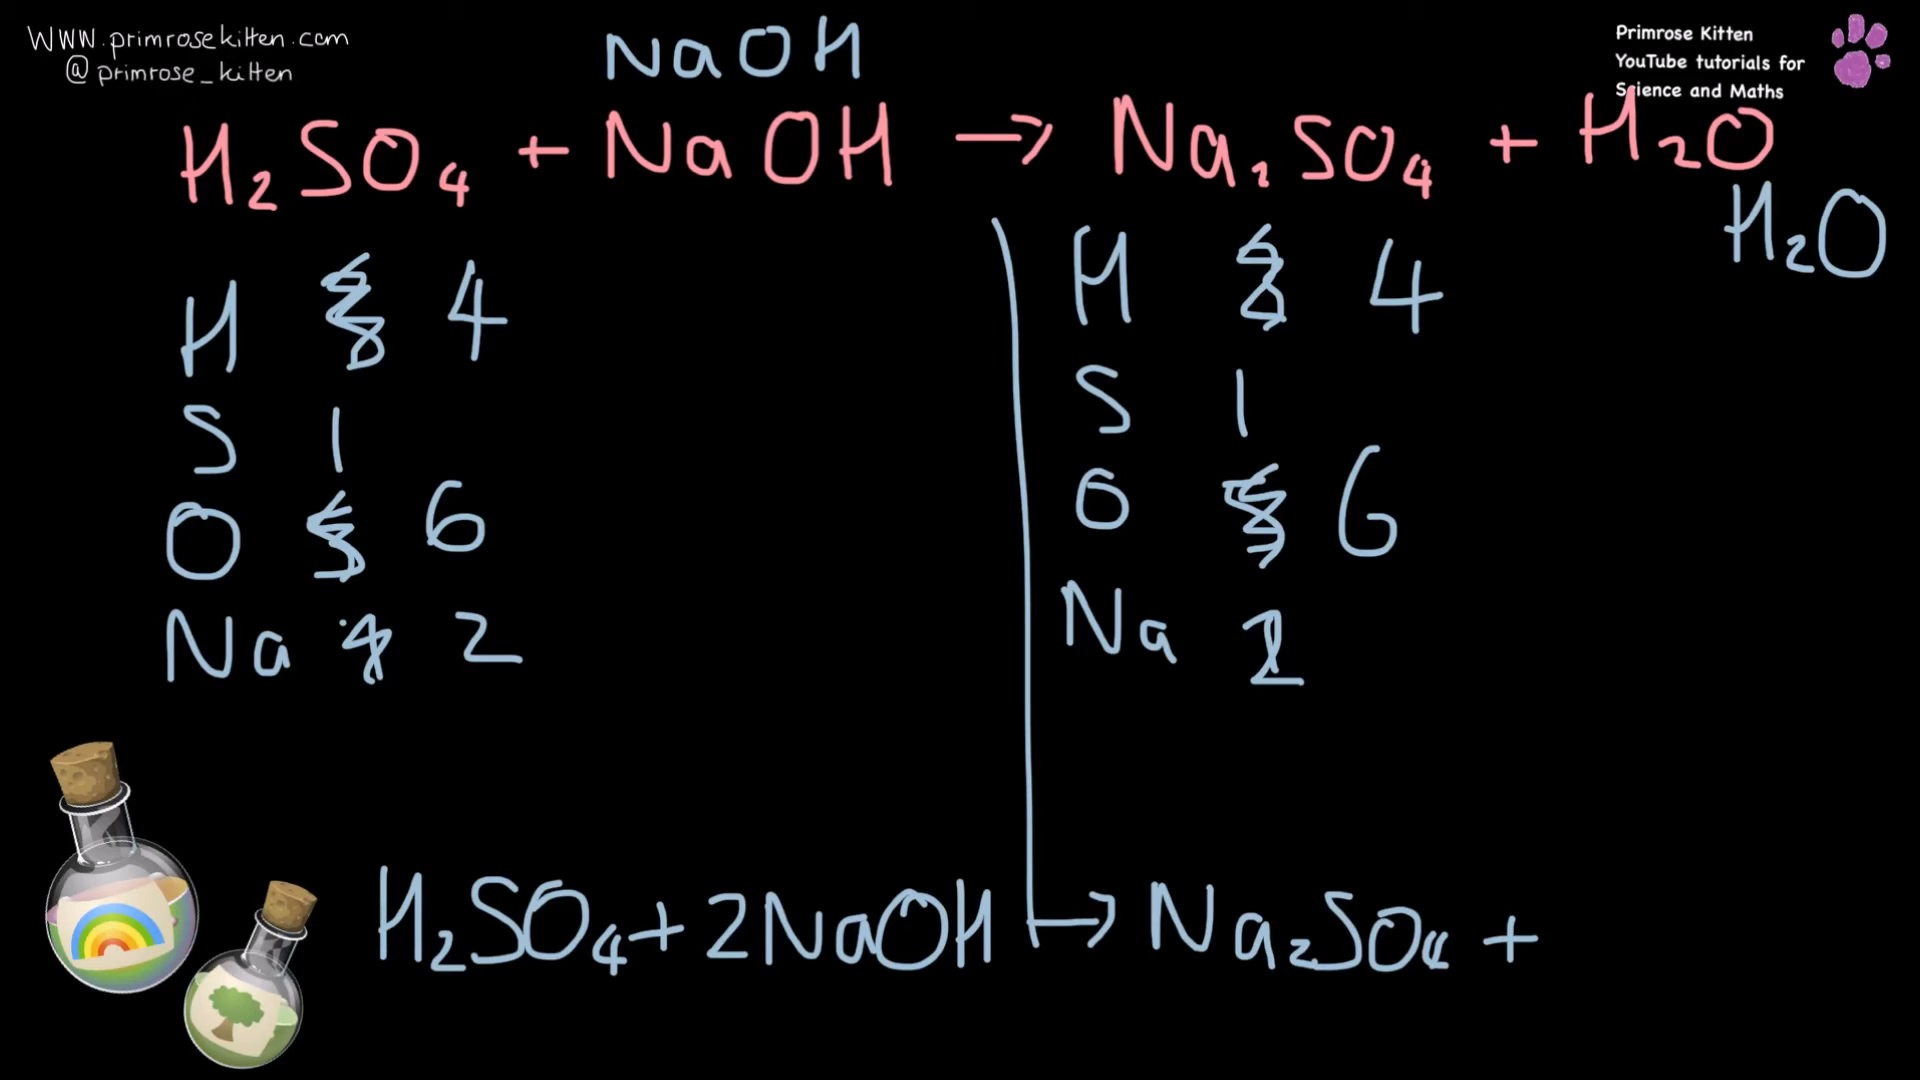 www.primrosekitten.com
@primrose_kitten
Primrose Kitten
YouTube tutorials for
Science and Maths
NaOH
H₂SO₄ + NaOH → Na₂SO₄ + H₂O
H₂O
H 4
S 1
O 6
Na 2
H 4
S 1
O 6
Na 2
H₂SO₄ + 2NaOH → Na₂SO₄ +